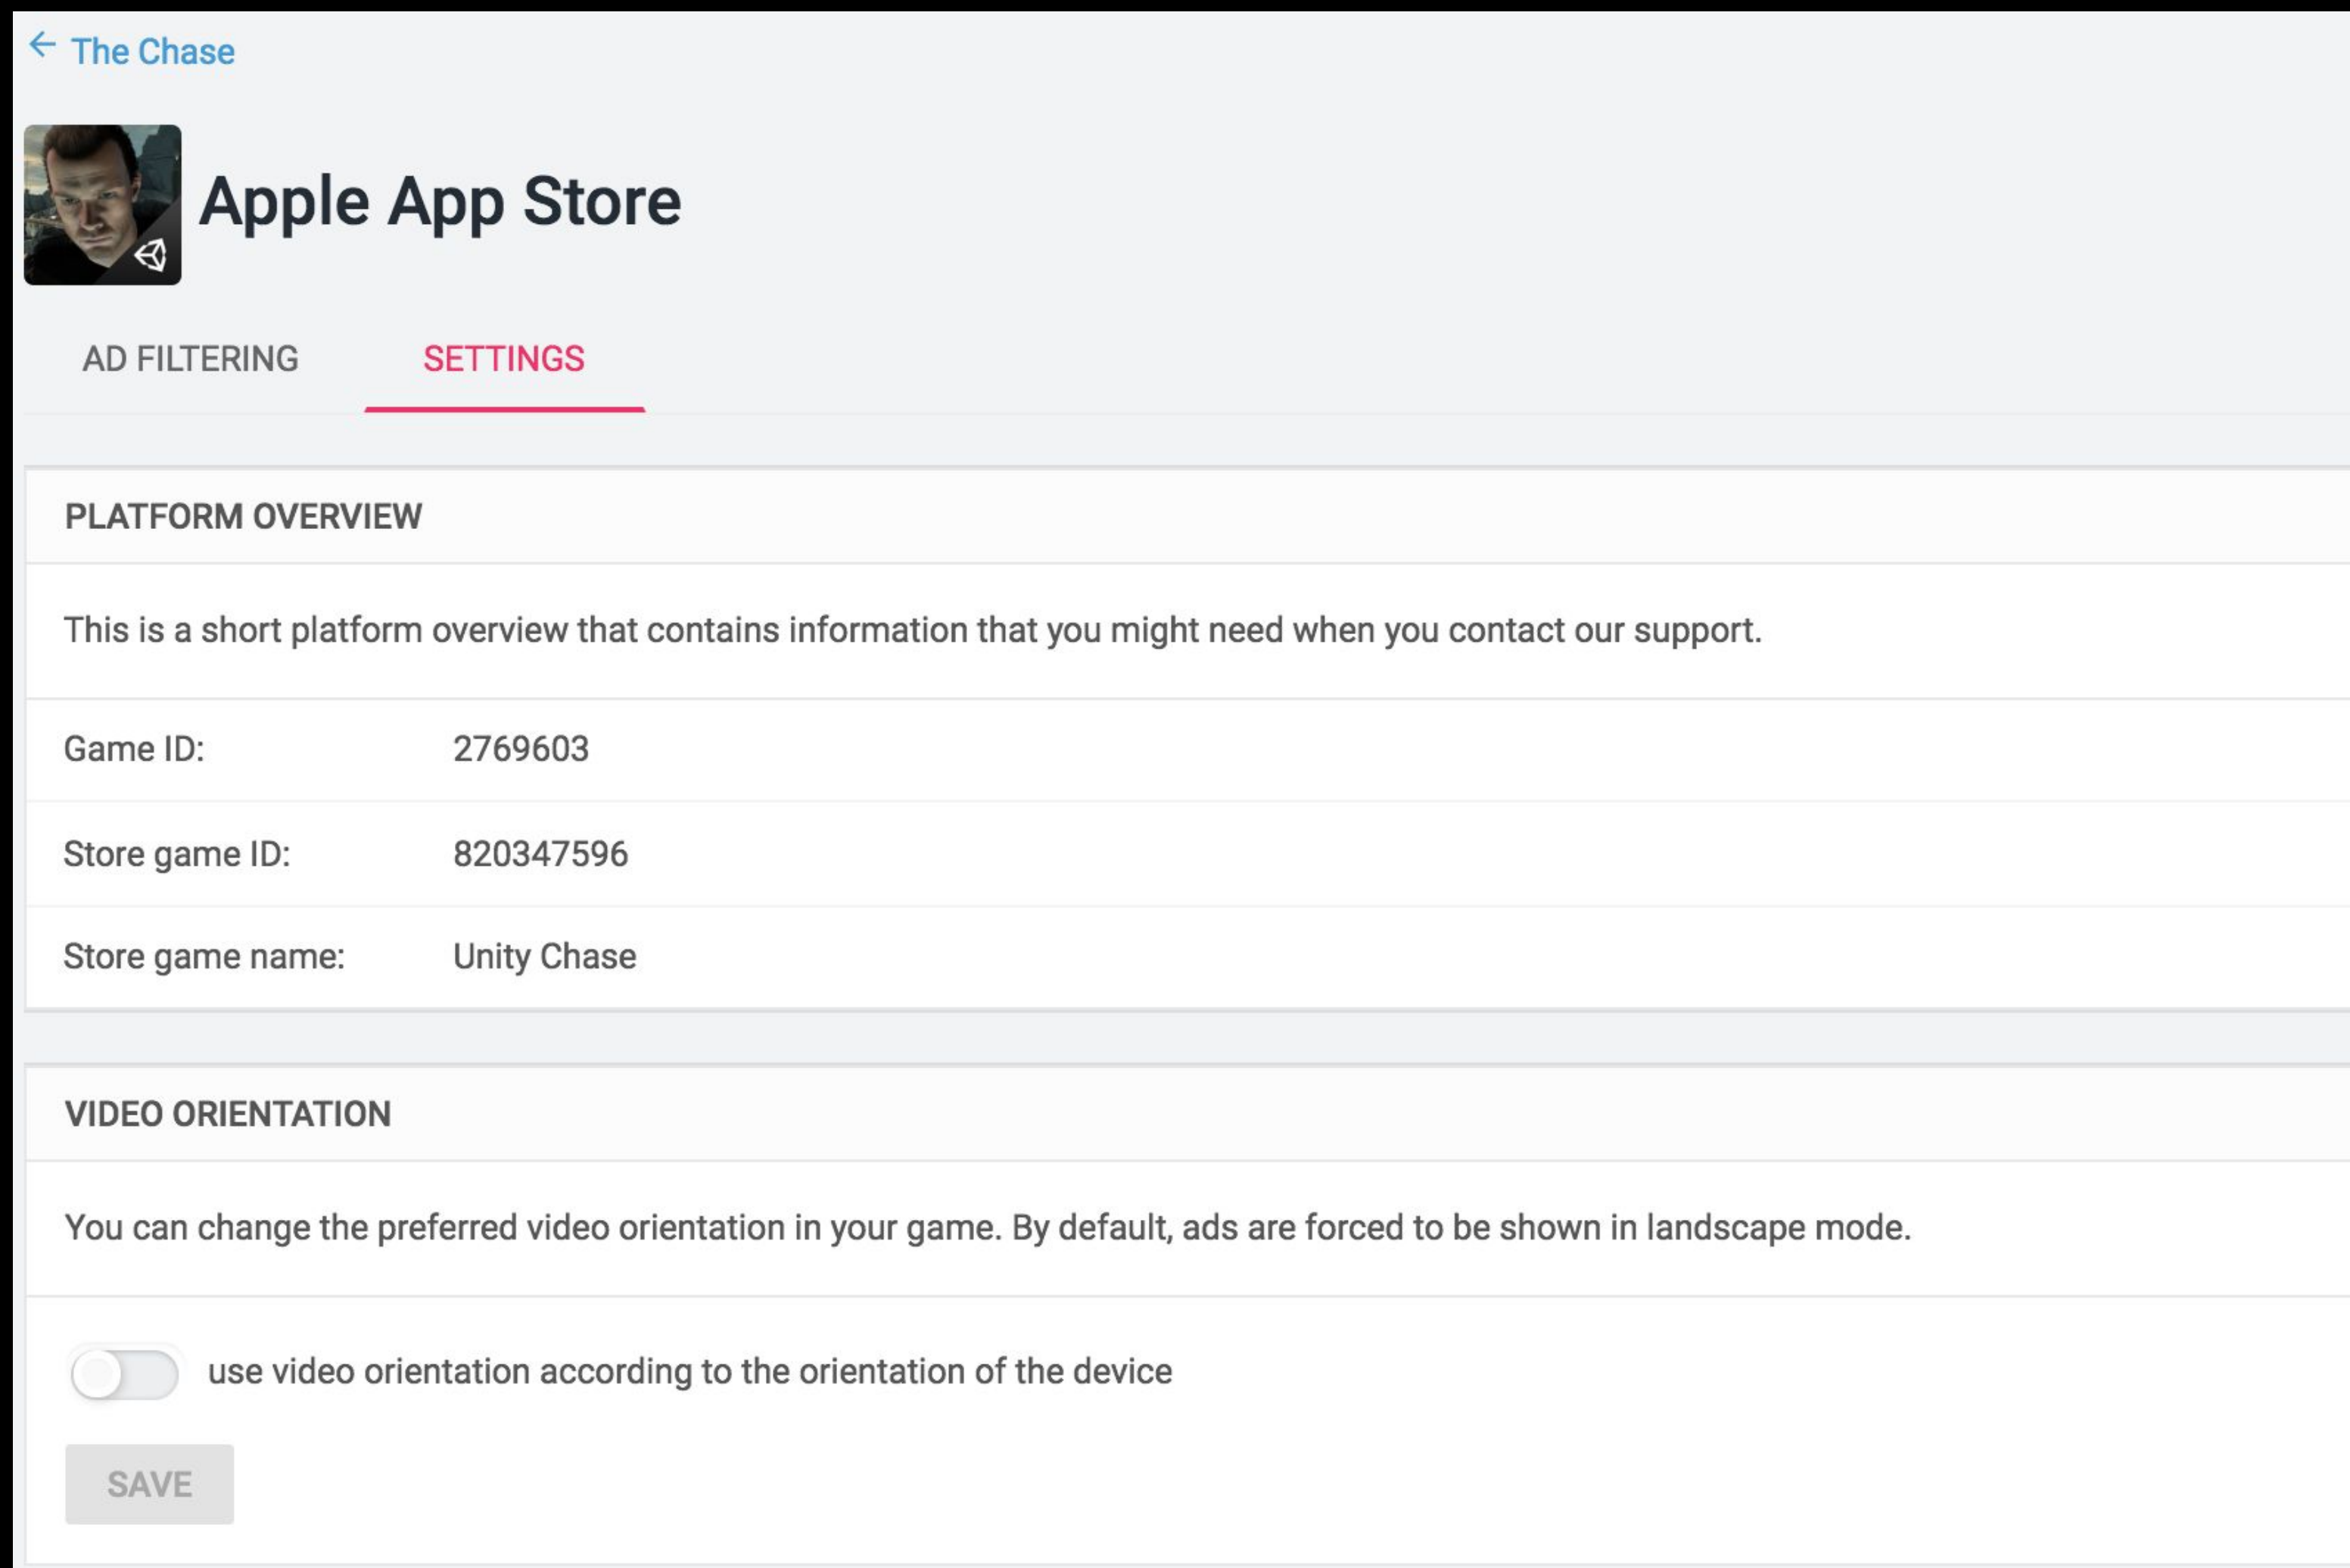 ← The Chase
Apple App Store
AD FILTERING
SETTINGS
PLATFORM OVERVIEW
This is a short platform overview that contains information that you might need when you contact our support.
Game ID: 2769603
Store game ID: 820347596
Store game name: Unity Chase
VIDEO ORIENTATION
You can change the preferred video orientation in your game. By default, ads are forced to be shown in landscape mode.
use video orientation according to the orientation of the device
SAVE